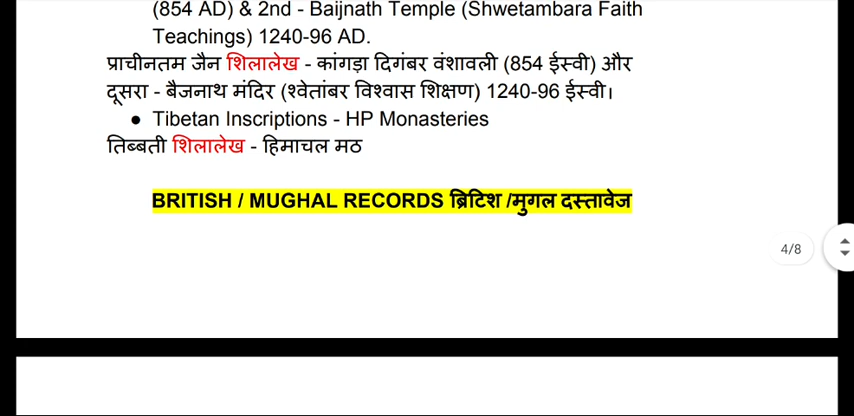 (854 AD) & 2nd - Baijnath Temple (Shwetambara Faith
Teachings) 1240-96 AD.
प्राचीनतम जैन शिलालेख - कांगड़ा दिगंबर वंशावली (854 ईस्वी) और
दूसरा - बैजनाथ मंदिर (श्वेतांबर विश्वास शिक्षण) 1240-96 ईस्वी।
● Tibetan Inscriptions - HP Monasteries
तिब्बती शिलालेख - हिमाचल मठ
BRITISH / MUGHAL RECORDS ब्रिटिश /मुगल दस्तावेज
4/8